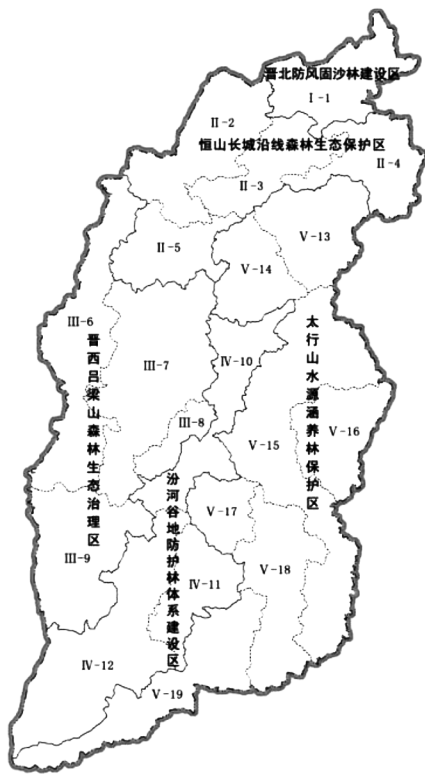 晋北防风固沙林建设区
I-1
II-2
恒山长城沿线森林生态保护区
II-4
II-3
V-13
II-5
V-14
III-6
太行山水源涵养林保护区
晋西吕梁山森林生态治理区
III-7
IV-10
III-8
V-16
V-15
汾河谷地防护林体系建设区
V-17
III-9
V-18
IV-11
IV-12
V-19